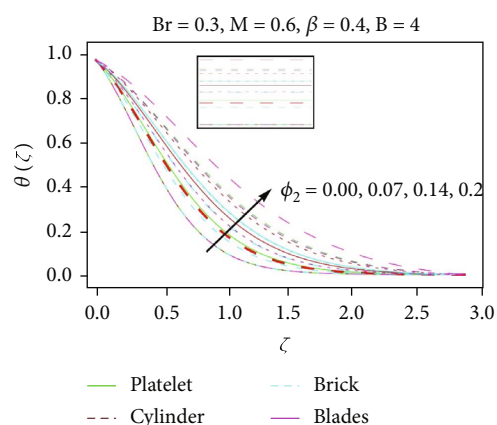 Br = 0.3, M = 0.6, β = 0.4, B = 4
θ (ζ)
1.0
0.8
0.6
0.4
0.2
0.0
ϕ₂ = 0.00, 0.07, 0.14, 0.2
0.0 0.5 1.0 1.5 2.0 2.5 3.0
ζ
Platelet Brick
Cylinder Blades